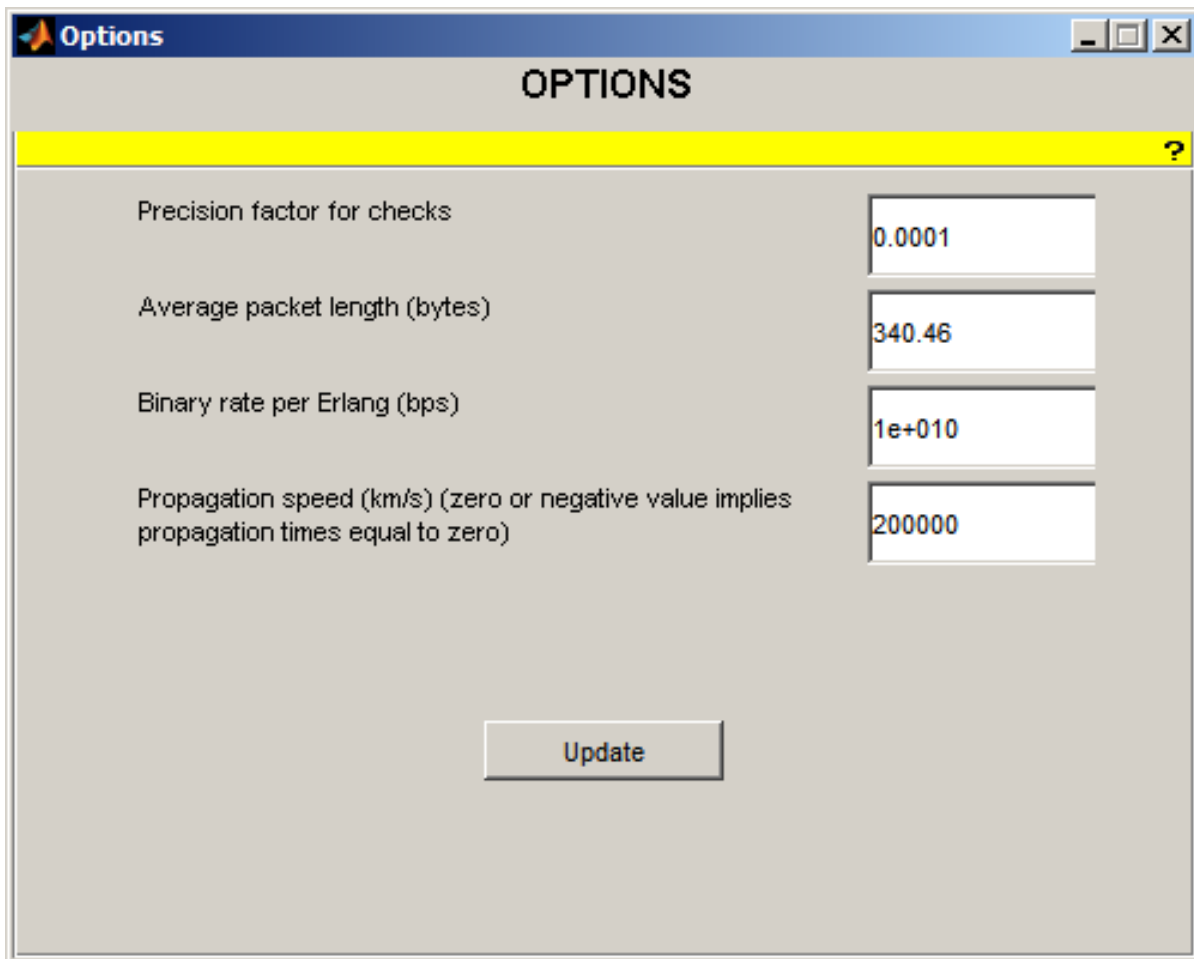 Options
OPTIONS
?
Precision factor for checks
0.0001
Average packet length (bytes)
340.46
Binary rate per Erlang (bps)
1e+010
Propagation speed (km/s) (zero or negative value implies
propagation times equal to zero)
200000
Update